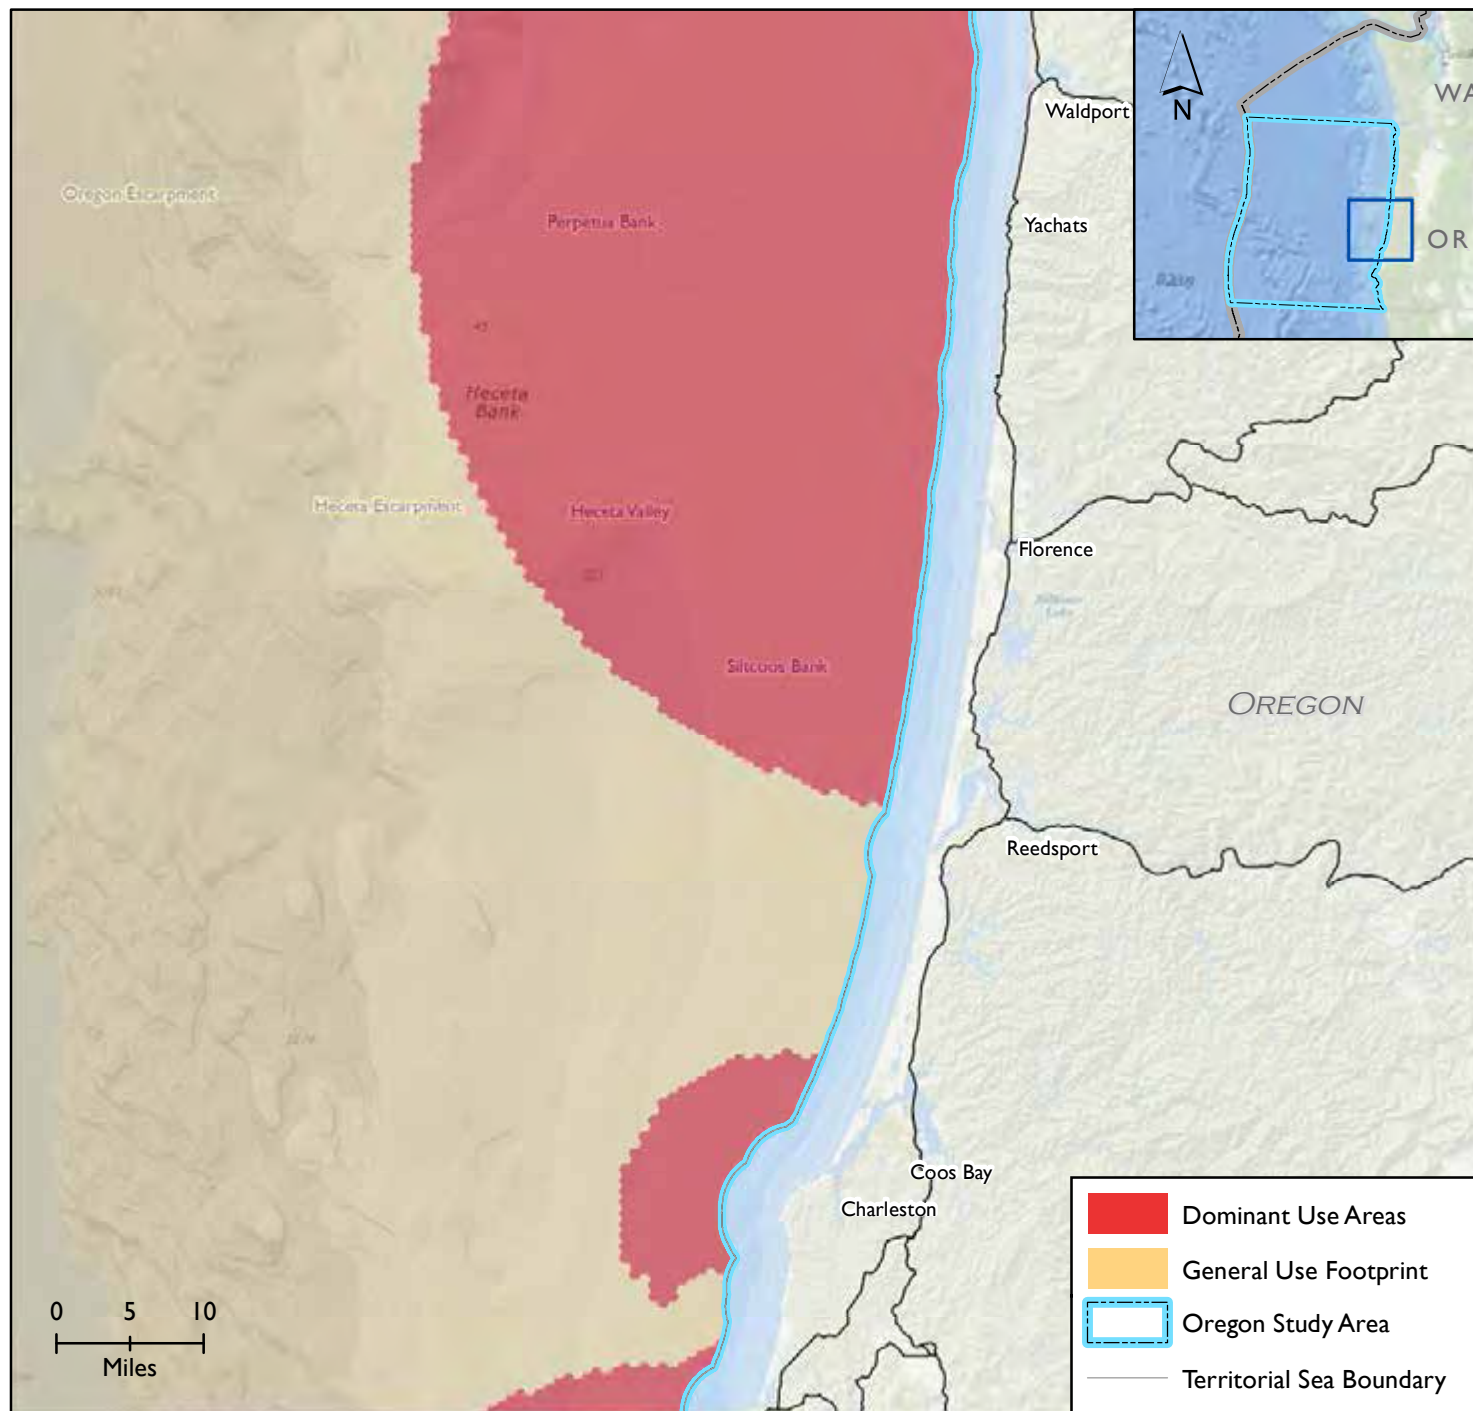 N
WA
OR
Waldport
Oregon Escarpment
Perpetua Bank
Yachats
Heceta
Bank
Heceta Escarpment
Heceta Valley
Florence
Siltcoos Bank
OREGON
Reedsport
Coos Bay
Charleston
Dominant Use Areas
General Use Footprint
Oregon Study Area
Territorial Sea Boundary
0 5 10
Miles